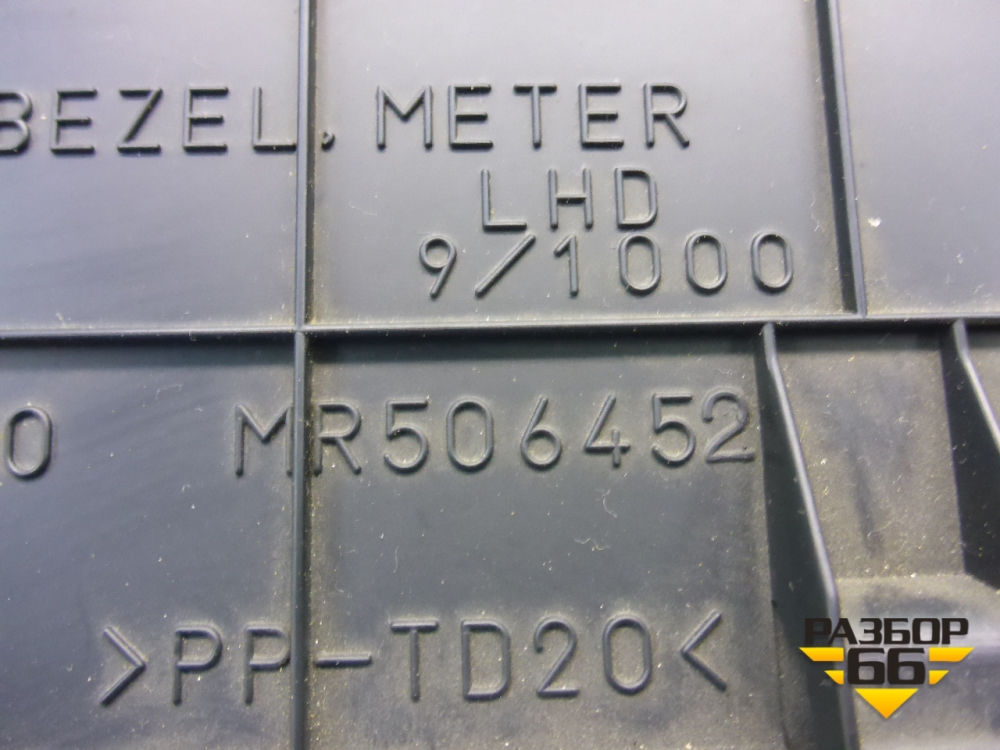 BEZEL, METER
LHD
9/1000
0 MR506452
>PP-TD20<
РАЗБОР
66